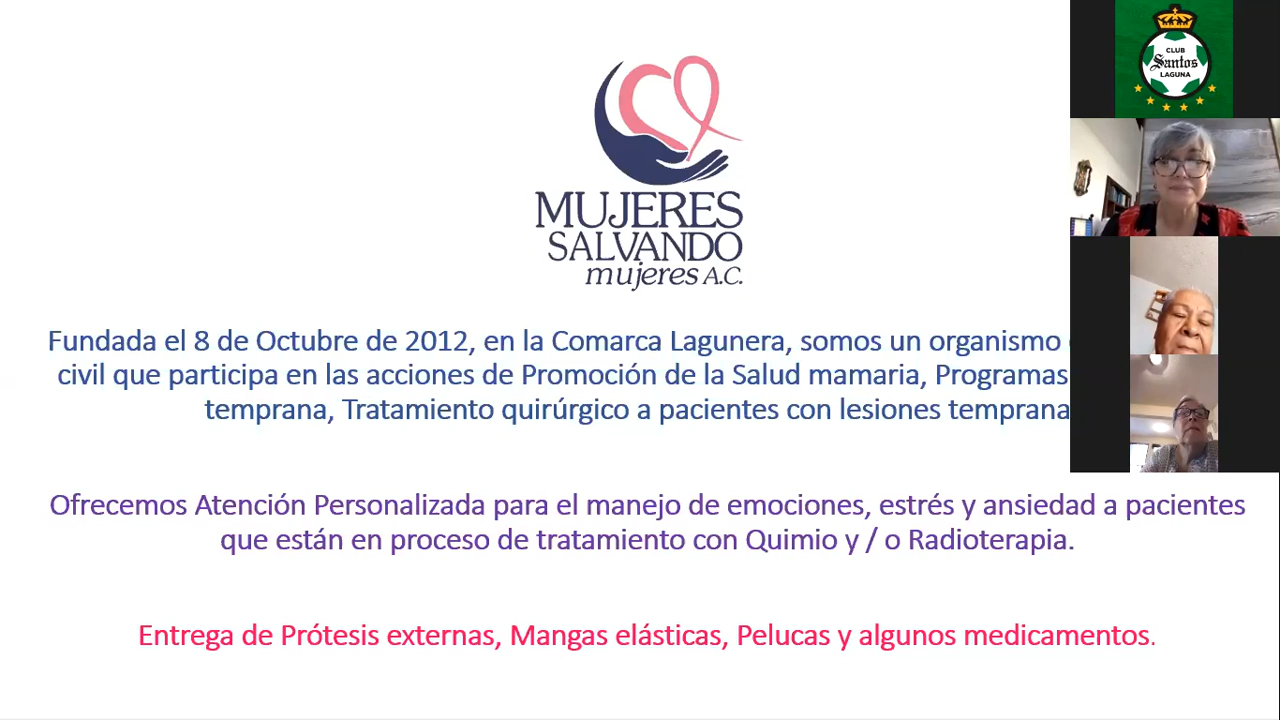 MUJERES
SALVANDO
mujeres A.C.
Fundada el 8 de Octubre de 2012, en la Comarca Lagunera, somos un organismo
civil que participa en las acciones de Promoción de la Salud mamaria, Programas
temprana, Tratamiento quirúrgico a pacientes con lesiones temprana
Ofrecemos Atención Personalizada para el manejo de emociones, estrés y ansiedad a pacientes
que están en proceso de tratamiento con Quimio y / o Radioterapia.
Entrega de Prótesis externas, Mangas elásticas, Pelucas y algunos medicamentos.
CLUB
Santos
LAGUNA